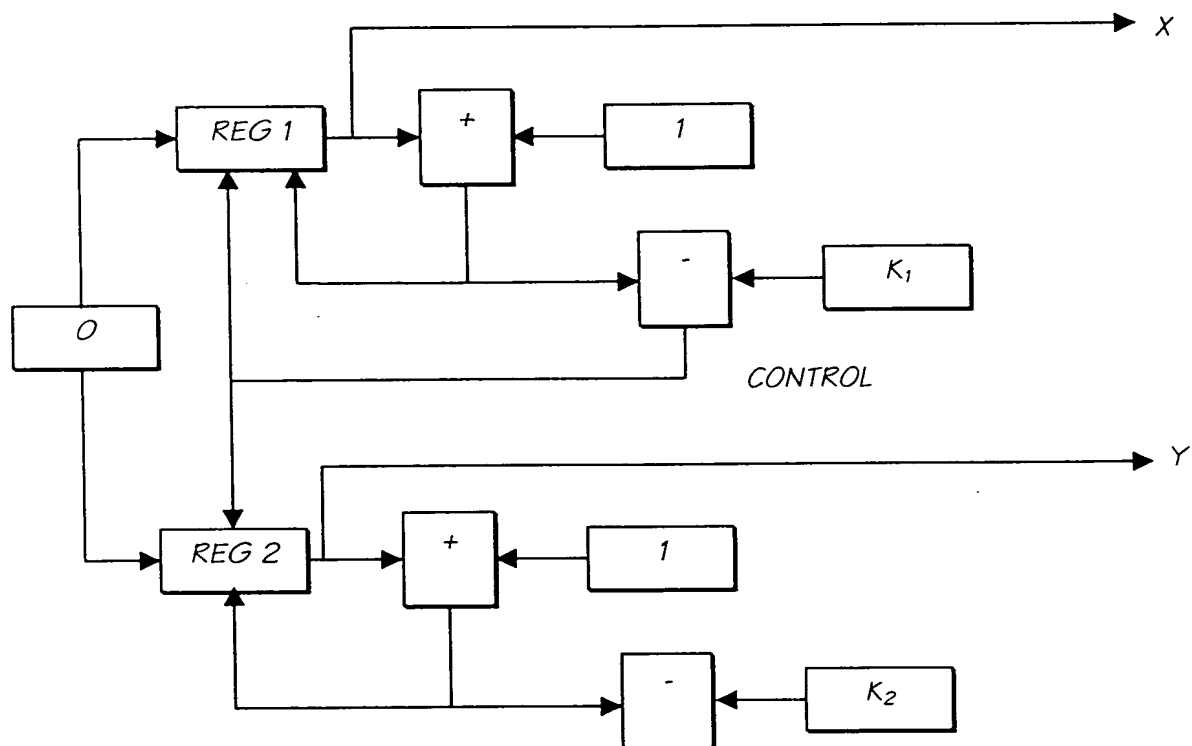 X
REG 1
+
1
-
K₁
O
CONTROL
Y
REG 2
+
1
-
K₂